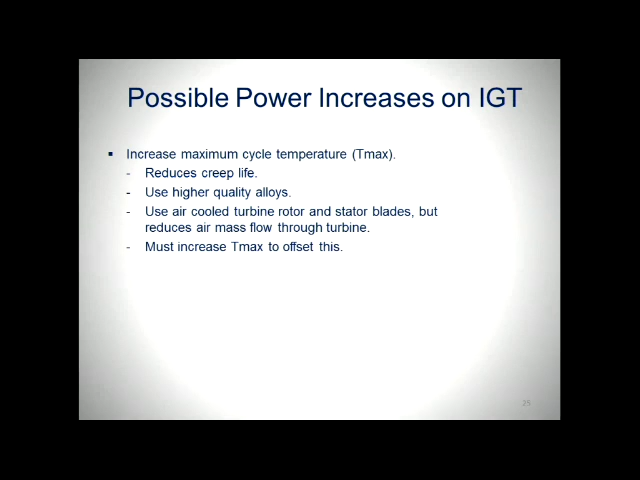 Possible Power Increases on IGT
▪ Increase maximum cycle temperature (Tmax).
- Reduces creep life.
- Use higher quality alloys.
- Use air cooled turbine rotor and stator blades, but
reduces air mass flow through turbine.
- Must increase Tmax to offset this.